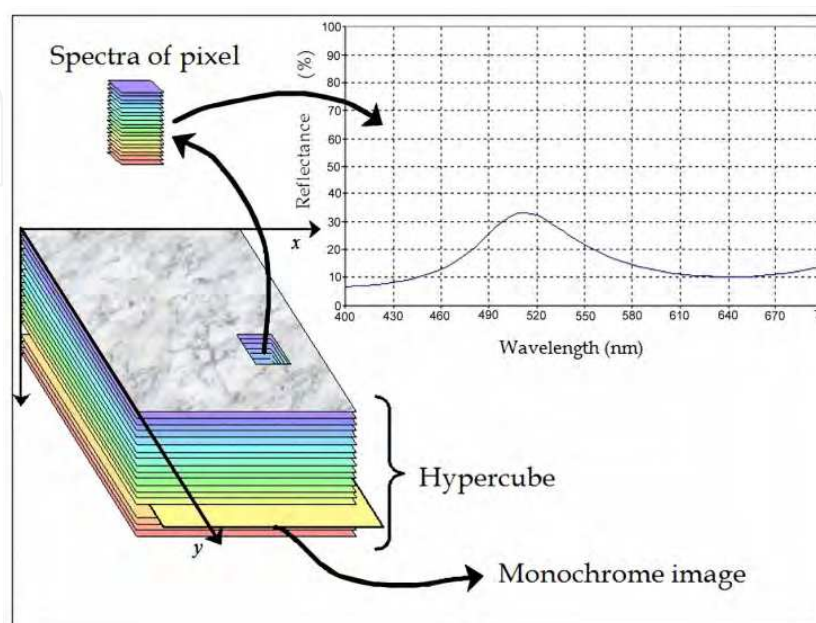 Spectra of pixel
Reflectance (%)
100
90
80
70
60
50
40
30
20
10
0
400 430 460 490 520 550 580 610 640 670
Wavelength (nm)
x
y
Hypercube
Monochrome image